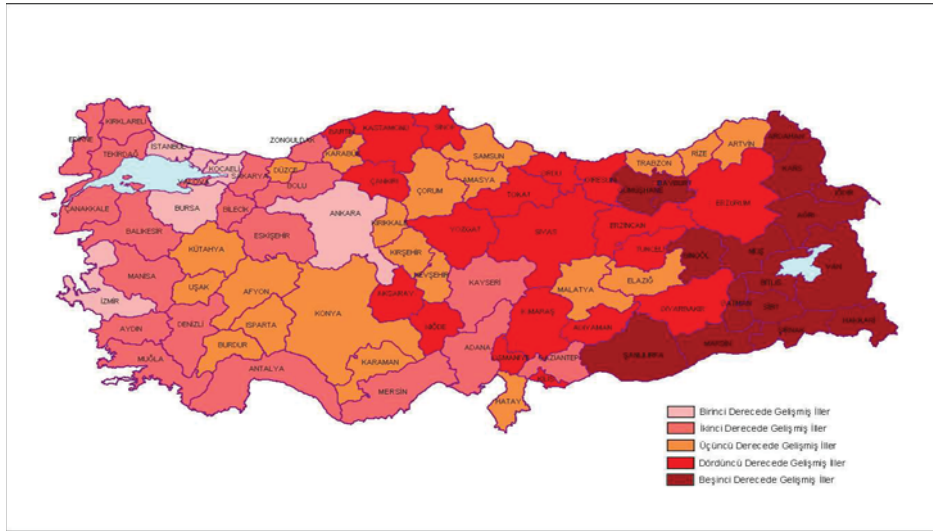 KIRKLARELİ
EDİRNE
TEKİRDAĞ
İSTANBUL
KOCAELİ
SAKARYA
DÜZCE
ZONGULDAK
BOLU
BARTIN
KARABÜK
KASTAMONU
SİNOP
ÇANKIRI
SAMSUN
AMASYA
ÇORUM
TOKAT
ORDU
GİRESUN
TRABZON
RİZE
ARTVİN
ARDAHAN
KARS
GÜMÜŞHANE
BAYBURT
ERZURUM
ÇANAKKALE
BALIKESİR
BURSA
BİLECİK
ESKİŞEHİR
ANKARA
KIRIKKALE
YOZGAT
SİVAS
ERZİNCAN
TUNCELİ
KÜTAHYA
KIRŞEHİR
NEVŞEHİR
KAYSERİ
MALATYA
ELAZIĞ
BİNGÖL
MUŞ
BİTLİS
VAN
MANİSA
UŞAK
AFYON
İZMİR
AYDIN
DENİZLİ
ISPARTA
BURDUR
KONYA
AKSARAY
NİĞDE
K.MARAŞ
ADIYAMAN
DİYARBAKIR
BATMAN
SİİRT
ŞIRNAK
HAKKARİ
MUĞLA
ANTALYA
KARAMAN
MERSİN
ADANA
OSMANİYE
GAZİANTEP
KİLİS
ŞANLIURFA
MARDİN
HATAY
Birinci Derecede Gelişmiş İller
İkinci Derecede Gelişmiş İller
Üçüncü Derecede Gelişmiş İller
Dördüncü Derecede Gelişmiş İller
Beşinci Derecede Gelişmiş İller